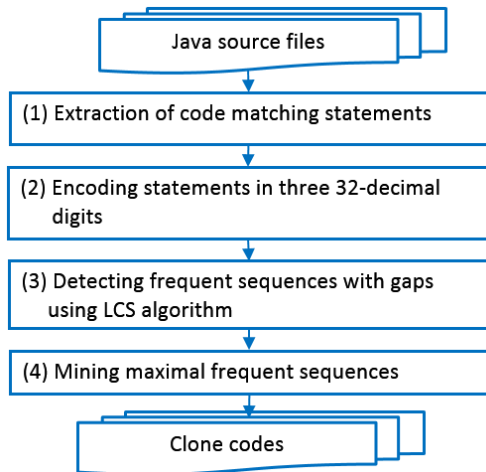 Java source files
(1) Extraction of code matching statements
(2) Encoding statements in three 32-decimal
digits
(3) Detecting frequent sequences with gaps
using LCS algorithm
(4) Mining maximal frequent sequences
Clone codes